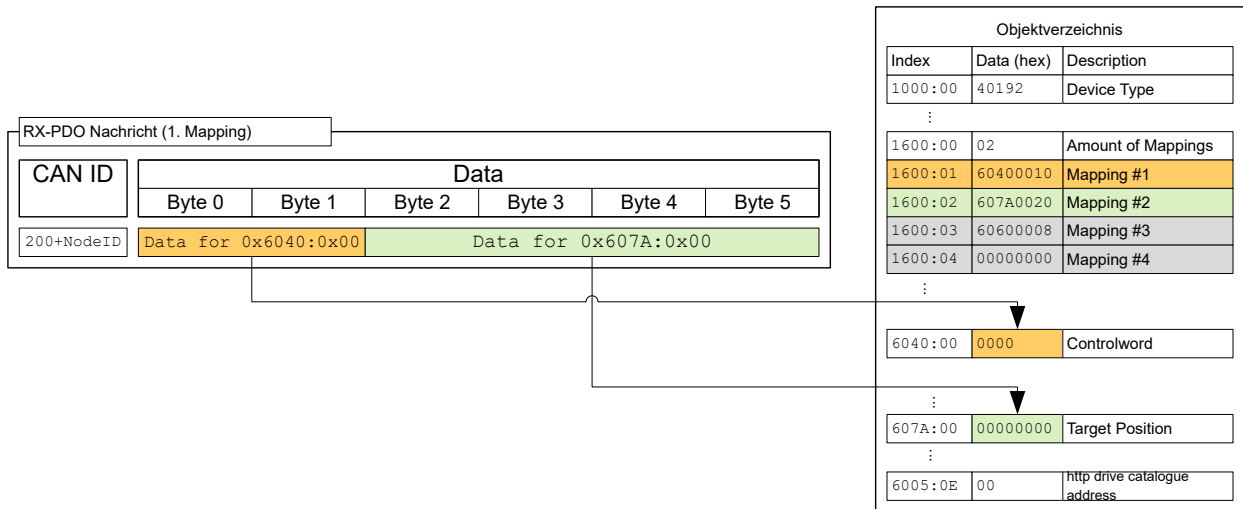 RX-PDO Nachricht (1. Mapping)
CAN ID
Data
Byte 0 Byte 1 Byte 2 Byte 3 Byte 4 Byte 5
200+NodeID Data for 0x6040:0x00 Data for 0x607A:0x00
Objektverzeichnis
Index Data (hex) Description
1000:00 40192 Device Type
⋮
1600:00 02 Amount of Mappings
1600:01 60400010 Mapping #1
1600:02 607A0020 Mapping #2
1600:03 60600008 Mapping #3
1600:04 00000000 Mapping #4
⋮
6040:00 0000 Controlword
⋮
607A:00 00000000 Target Position
⋮
6005:0E 00 http drive catalogue
address